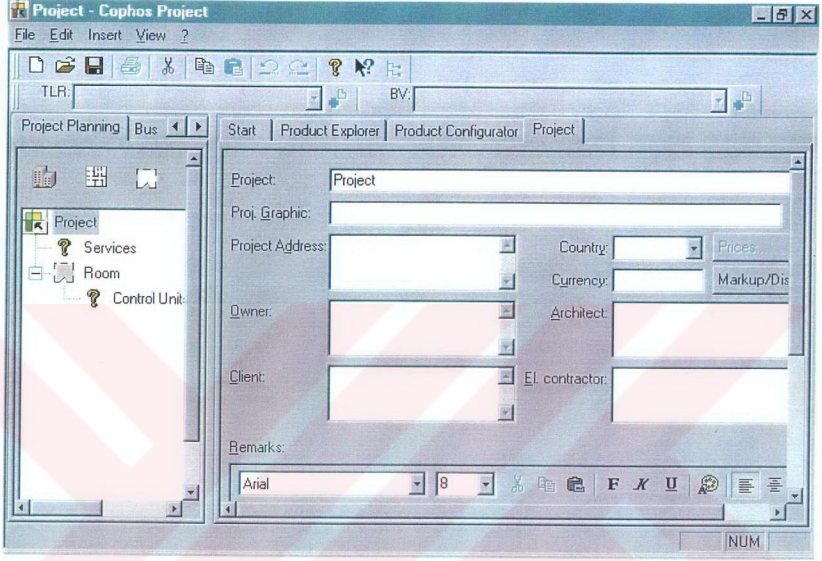 Project - Cophos Project
File Edit Insert View ?
TLR: BV:
Project Planning Bus Start Product Explorer Product Configurator Project
Project: Project
Project Proj. Graphic:
Services Project Address: Country: Prices...
Room Currency: Markup/Dis
Control Unit: Owner: Architect:
Client: El. contractor:
Remarks:
Arial 8 F K U A
NUM